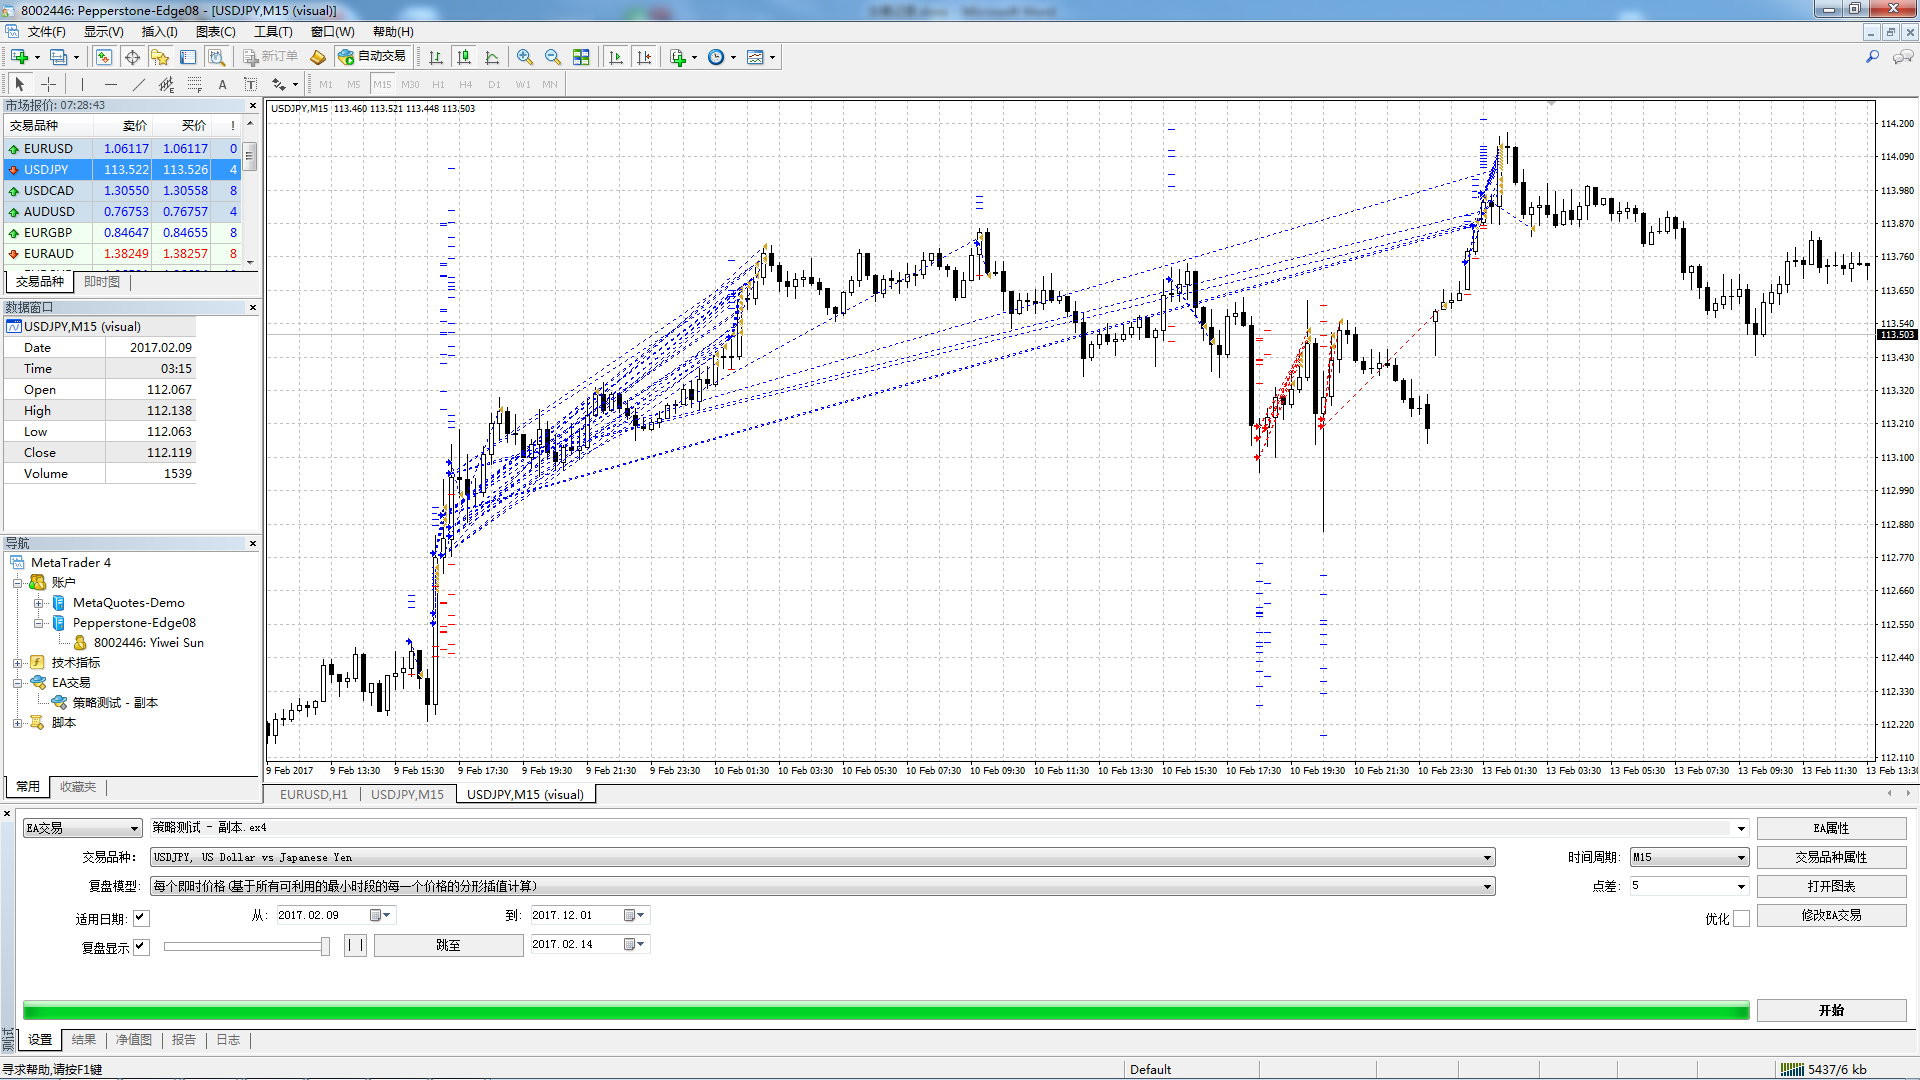 8002446: Pepperstone-Edge08 - [USDJPY,M15 (visual)]
文件(F) 显示(V) 插入(I) 图表(C) 工具(T) 窗口(W) 帮助(H)
新订单 自动交易
A T M1 M5 M15 M30 H1 H4 D1 W1 MN
市场报价: 07:28:43
交易品种 卖价 买价 !
EURUSD 1.06117 1.06117 0
USDJPY 113.522 113.526 4
USDCAD 1.30550 1.30558 8
AUDUSD 0.76753 0.76757 4
EURGBP 0.84647 0.84655 8
EURAUD 1.38249 1.38257 8
交易品种 即时图
数据窗口
USDJPY,M15 (visual)
Date 2017.02.09
Time 03:15
Open 112.067
High 112.138
Low 112.063
Close 112.119
Volume 1539
导航
MetaTrader 4
账户
MetaQuotes-Demo
Pepperstone-Edge08
8002446: Yiwei Sun
技术指标
EA交易
策略测试 - 副本
脚本
常用 收藏夹
USDJPY,M15 113.460 113.521 113.448 113.503
114.200
114.090
113.980
113.870
113.760
113.650
113.540
113.503
113.430
113.320
113.210
113.100
112.990
112.880
112.770
112.660
112.550
112.440
112.330
112.220
112.110
9 Feb 2017 9 Feb 13:30 9 Feb 15:30 9 Feb 17:30 9 Feb 19:30 9 Feb 21:30 9 Feb 23:30 10 Feb 01:30 10 Feb 03:30 10 Feb 05:30 10 Feb 07:30 10 Feb 09:30 10 Feb 11:30 10 Feb 13:30 10 Feb 15:30 10 Feb 17:30 10 Feb 19:30 10 Feb 21:30 10 Feb 23:30 13 Feb 01:30 13 Feb 03:30 13 Feb 05:30 13 Feb 07:30 13 Feb 09:30 13 Feb 11:30 13 Feb 13:30
EURUSD,H1 USDJPY,M15 USDJPY,M15 (visual)
EA交易 策略测试 - 副本.ex4 EA属性
交易品种: USDJPY, US Dollar vs Japanese Yen 时间周期: M15 交易品种属性
复盘模型: 每个即时价格(基于所有可利用的最小时段的每一个价格的分形插值计算) 点差: 5 打开图表
适用日期: 从: 2017.02.09 到: 2017.12.01 优化 修改EA交易
复盘显示 跳至 2017.02.14
开始
测试
设置 结果 净值图 报告 日志
寻求帮助,请按F1键 Default 5437/6 kb